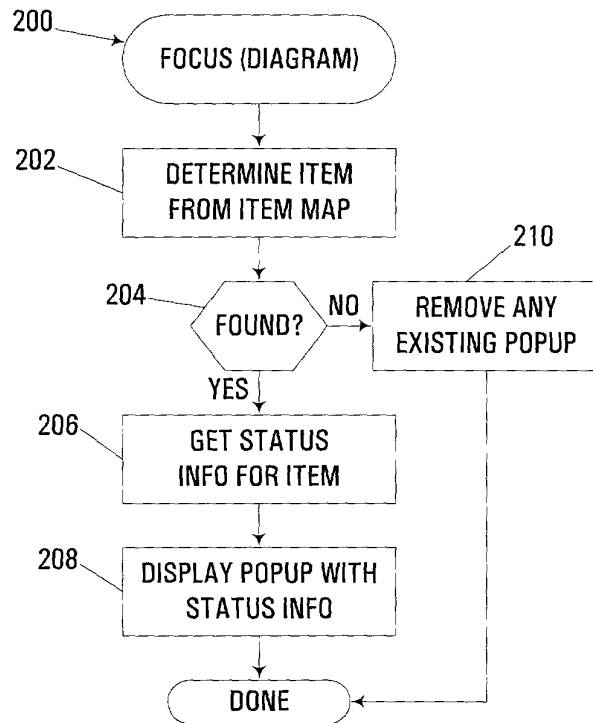 200
FOCUS (DIAGRAM)
202
DETERMINE ITEM
FROM ITEM MAP
204
FOUND?
NO
210
REMOVE ANY
EXISTING POPUP
YES
206
GET STATUS
INFO FOR ITEM
208
DISPLAY POPUP WITH
STATUS INFO
DONE